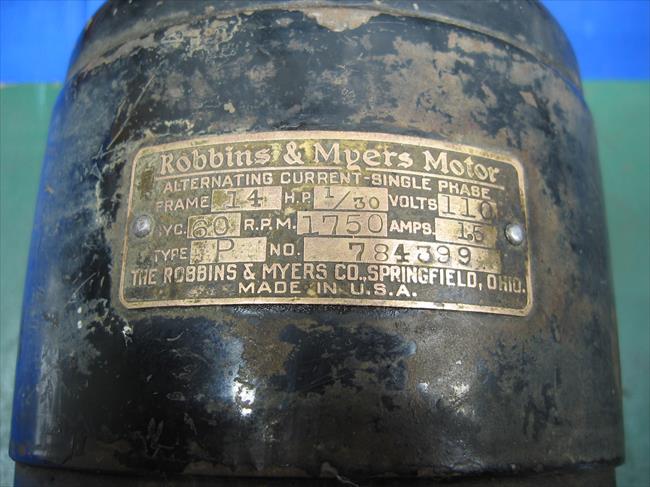 Robbins & Myers Motor
ALTERNATING CURRENT-SINGLE PHASE
FRAME 14 H.P. 1/30 VOLTS 110
CYC. 60 R.P.M. 1750 AMPS. 1.5
TYPE P NO. 784399
THE ROBBINS & MYERS CO., SPRINGFIELD, OHIO.
MADE IN U.S.A.